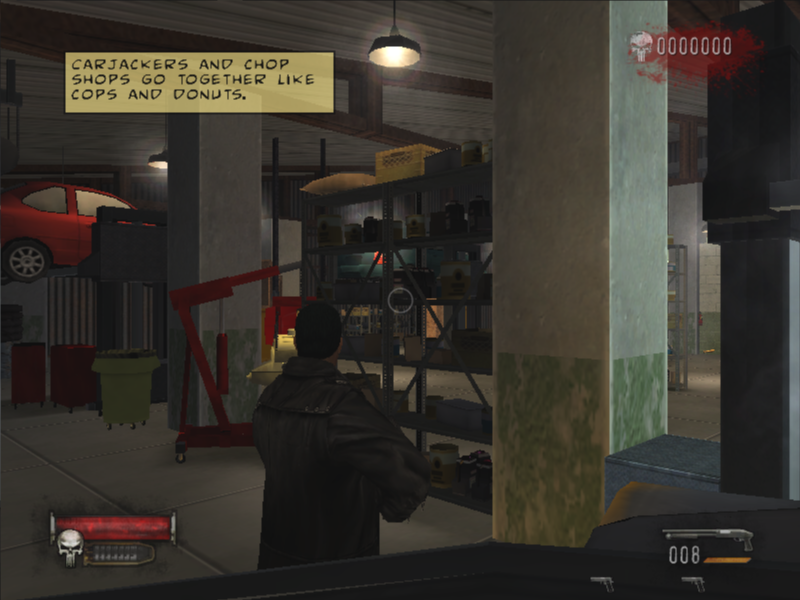 CARJACKERS AND CHOP
SHOPS GO TOGETHER LIKE
COPS AND DONUTS.
0000000
008